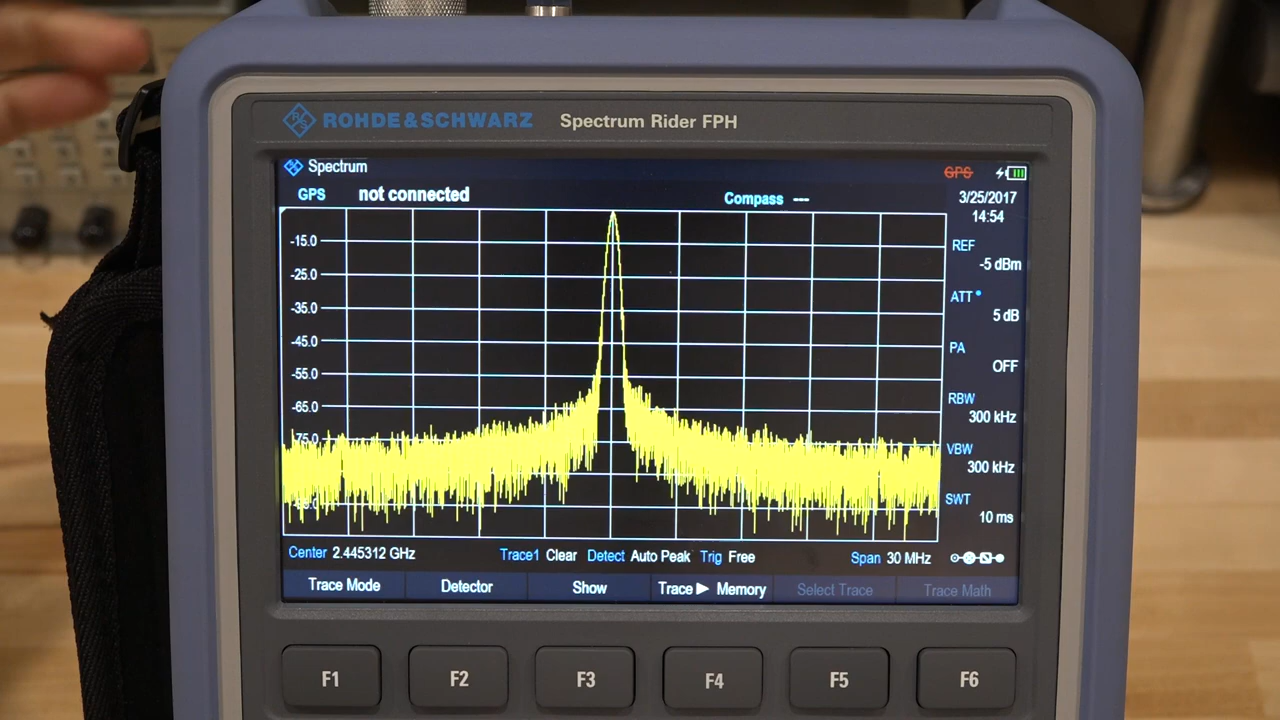 ROHDE & SCHWARZ Spectrum Rider FPH
Spectrum GPS
GPS not connected Compass ---
3/25/2017
14:54
-15.0
-25.0
-35.0
-45.0
-55.0
-65.0
-75.0
REF
-5 dBm
ATT
5 dB
PA
OFF
RBW
300 kHz
VBW
300 kHz
SWT
10 ms
Center 2.445312 GHz Trace1 Clear Detect Auto Peak Trig Free Span 30 MHz
Trace Mode Detector Show Trace ► Memory Select Trace Trace Math
F1 F2 F3 F4 F5 F6